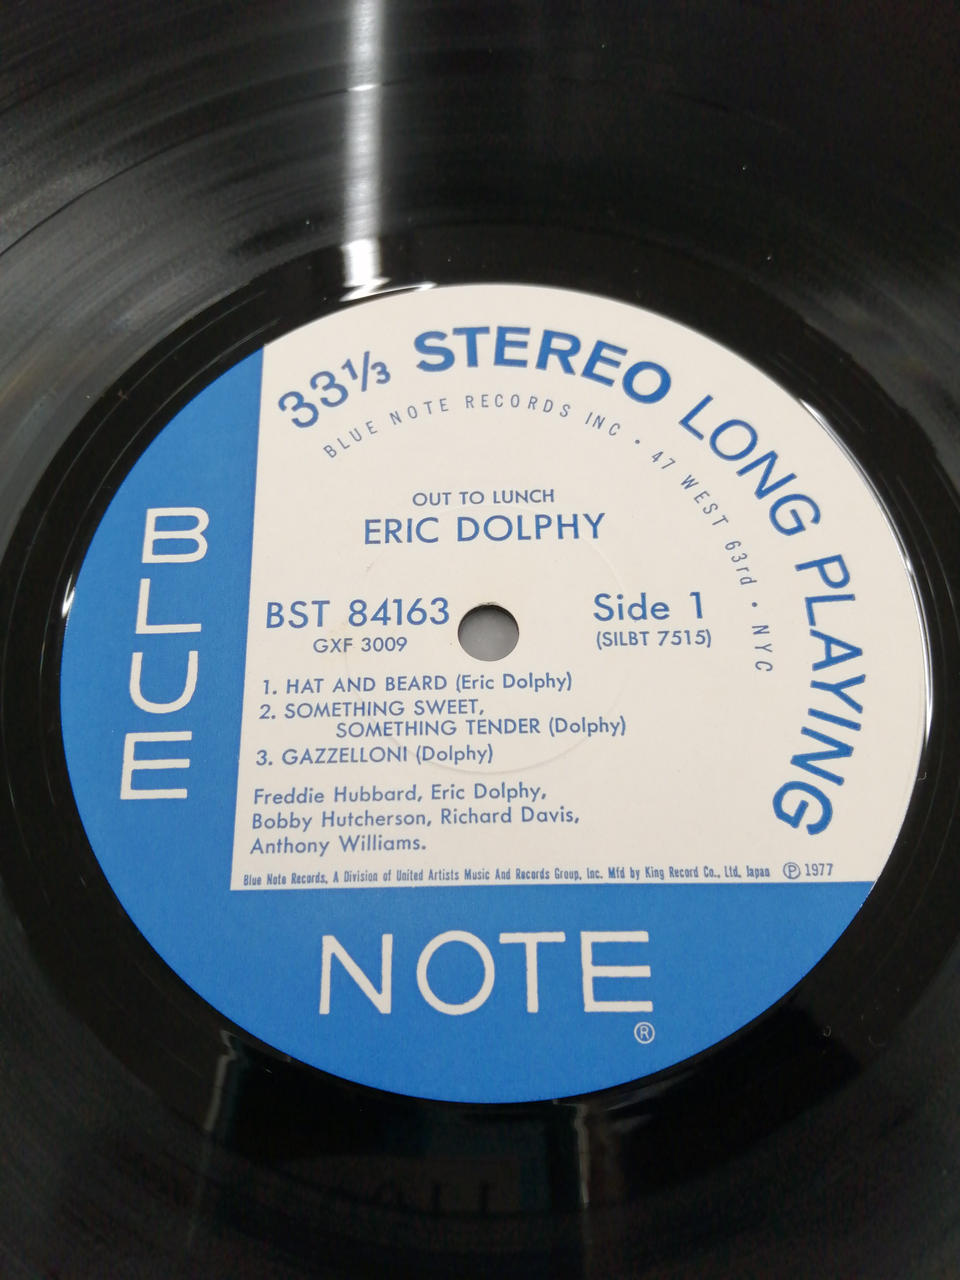 33⅓ STEREO LONG PLAYING
BLUE NOTE RECORDS INC • 47 WEST 63rd • NYC
OUT TO LUNCH
ERIC DOLPHY
BST 84163
GXF 3009
Side 1
(SILBT 7515)
1. HAT AND BEARD (Eric Dolphy)
2. SOMETHING SWEET,
SOMETHING TENDER (Dolphy)
3. GAZZELLONI (Dolphy)
Freddie Hubbard, Eric Dolphy,
Bobby Hutcherson, Richard Davis,
Anthony Williams.
Blue Note Records, A Division of United Artists Music And Records Group, Inc. Mfd by King Record Co., Ltd, Japan ℗ 1977
BLUE
NOTE
®